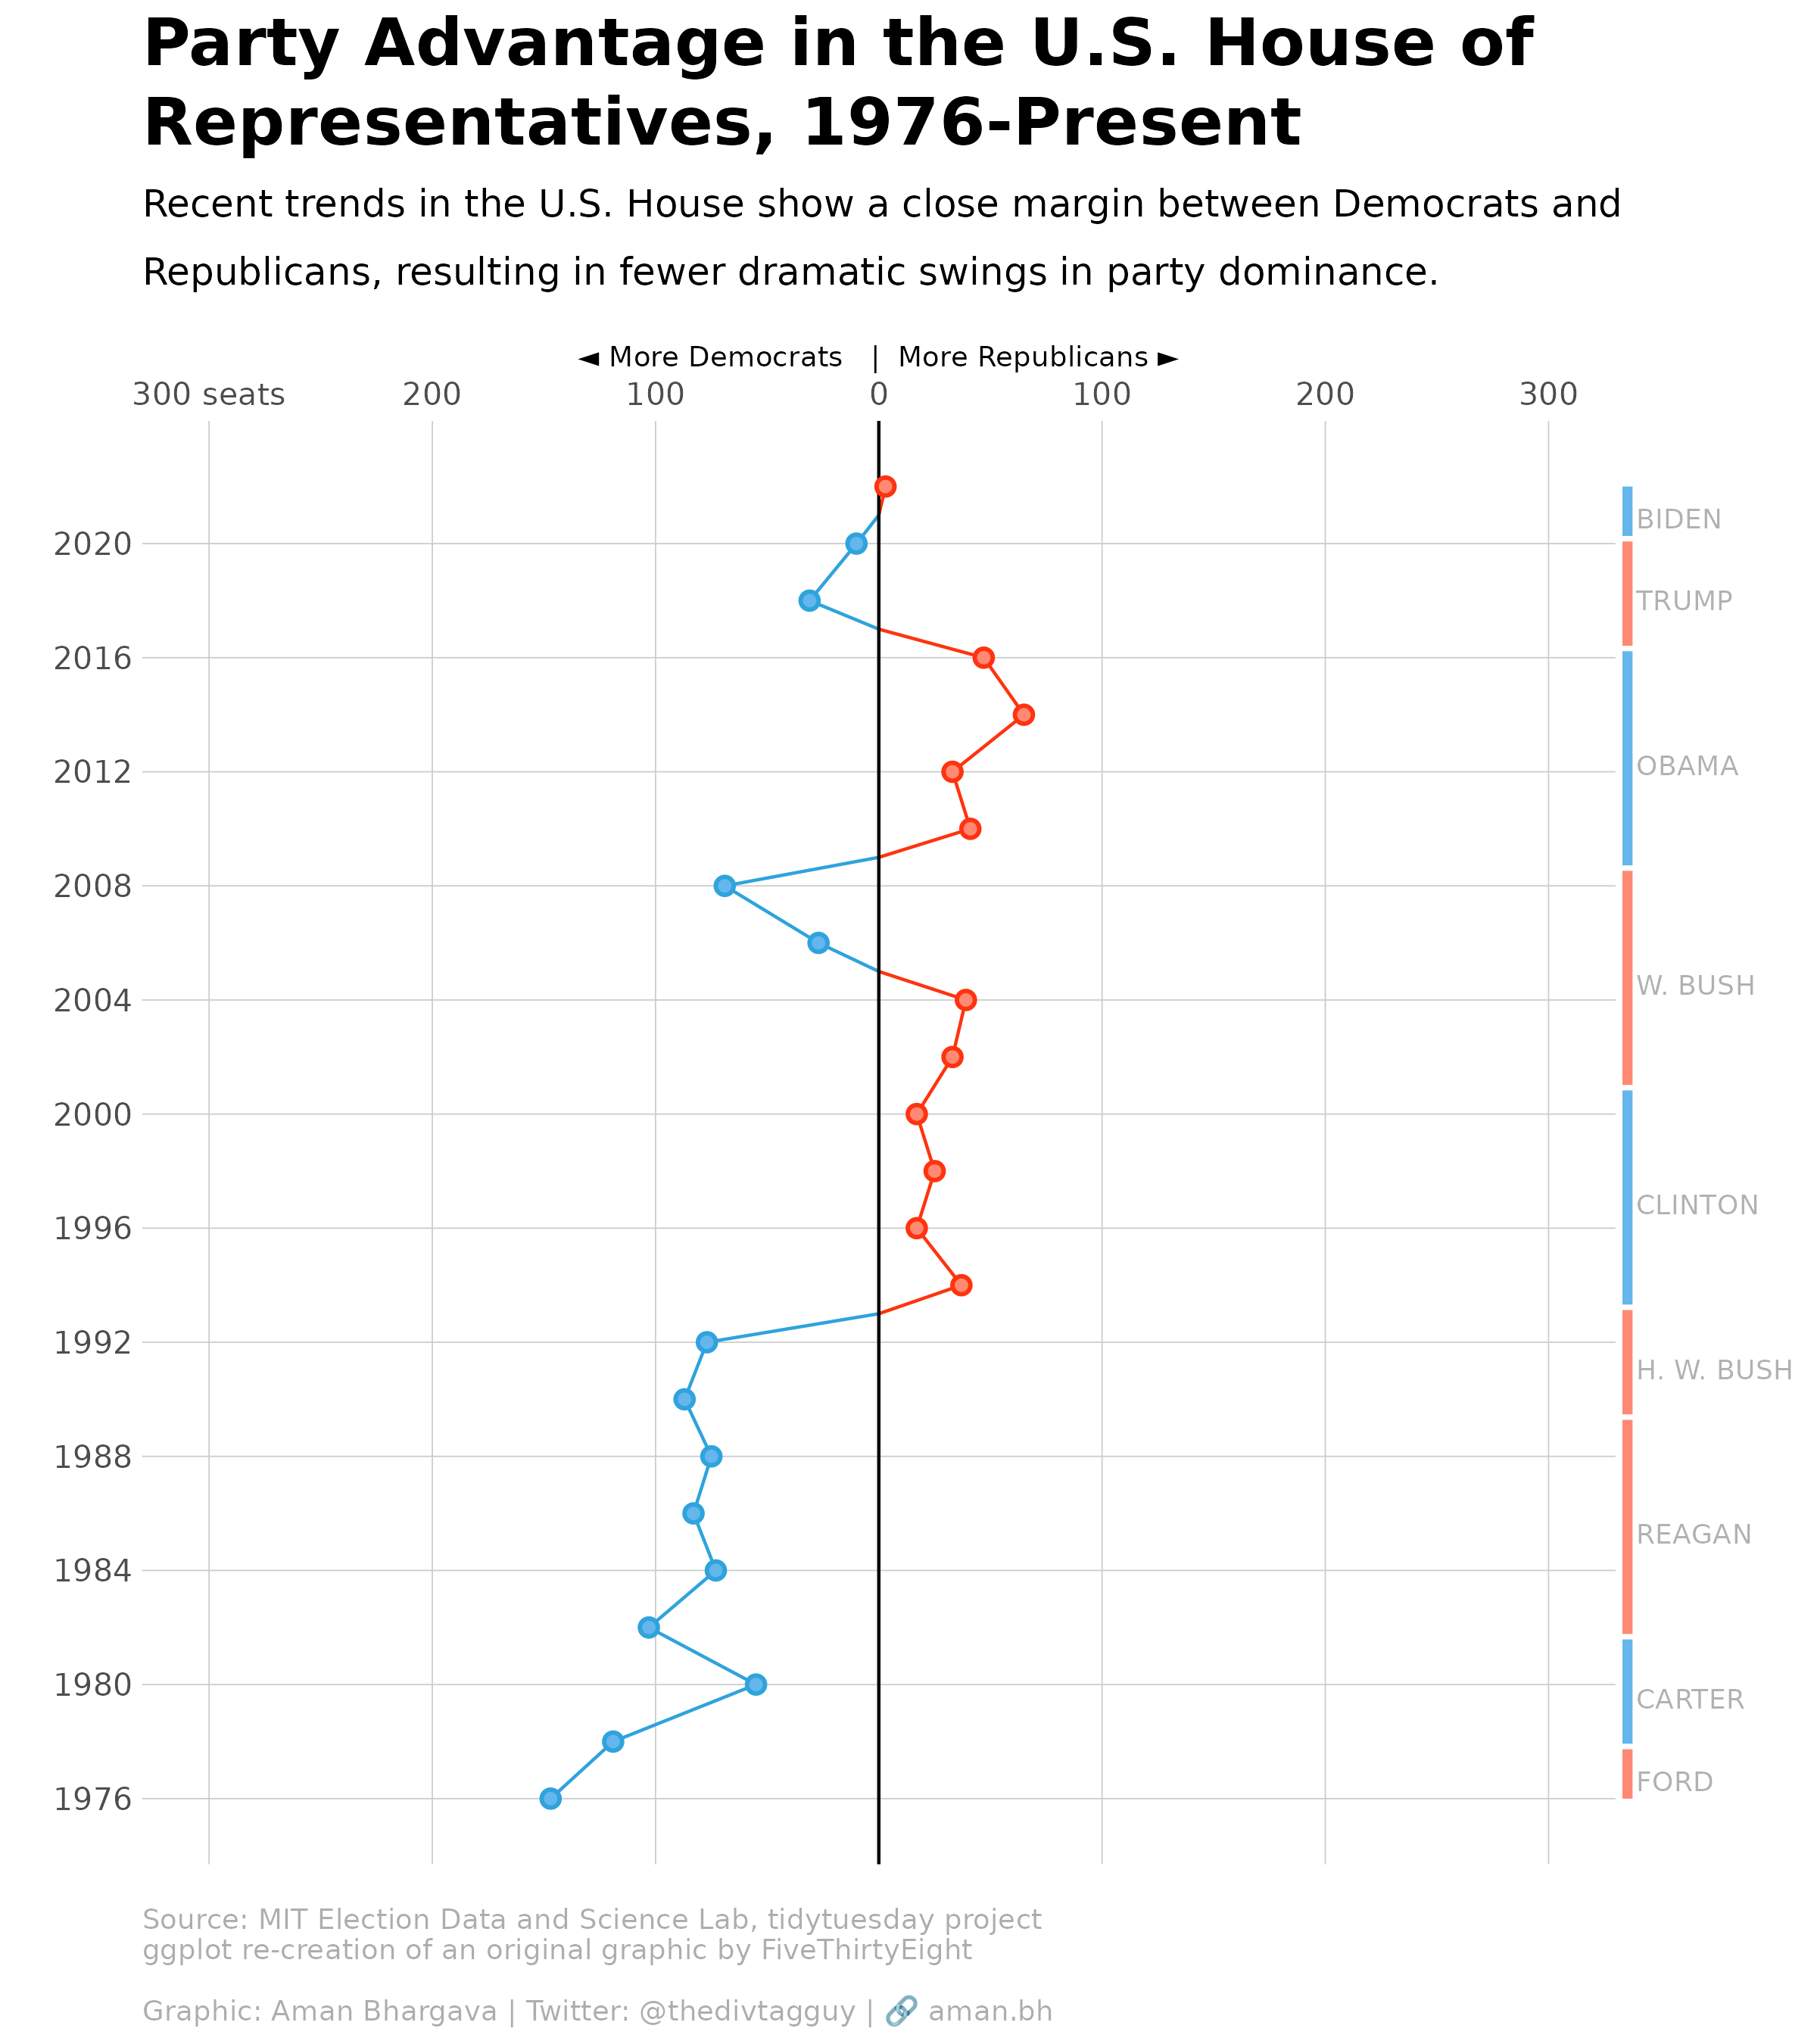 Party Advantage in the U.S. House of
Representatives, 1976-Present
Recent trends in the U.S. House show a close margin between Democrats and
Republicans, resulting in fewer dramatic swings in party dominance.
◄ More Democrats | More Republicans ►
300 seats 200 100 0 100 200 300
BIDEN
2020
TRUMP
2016
OBAMA
2012
2008
W. BUSH
2004
2000
CLINTON
1996
1992
H. W. BUSH
1988
REAGAN
1984
1980
CARTER
FORD
1976
Source: MIT Election Data and Science Lab, tidytuesday project
ggplot re-creation of an original graphic by FiveThirtyEight
Graphic: Aman Bhargava | Twitter: @thedivtagguy | 🔗 aman.bh